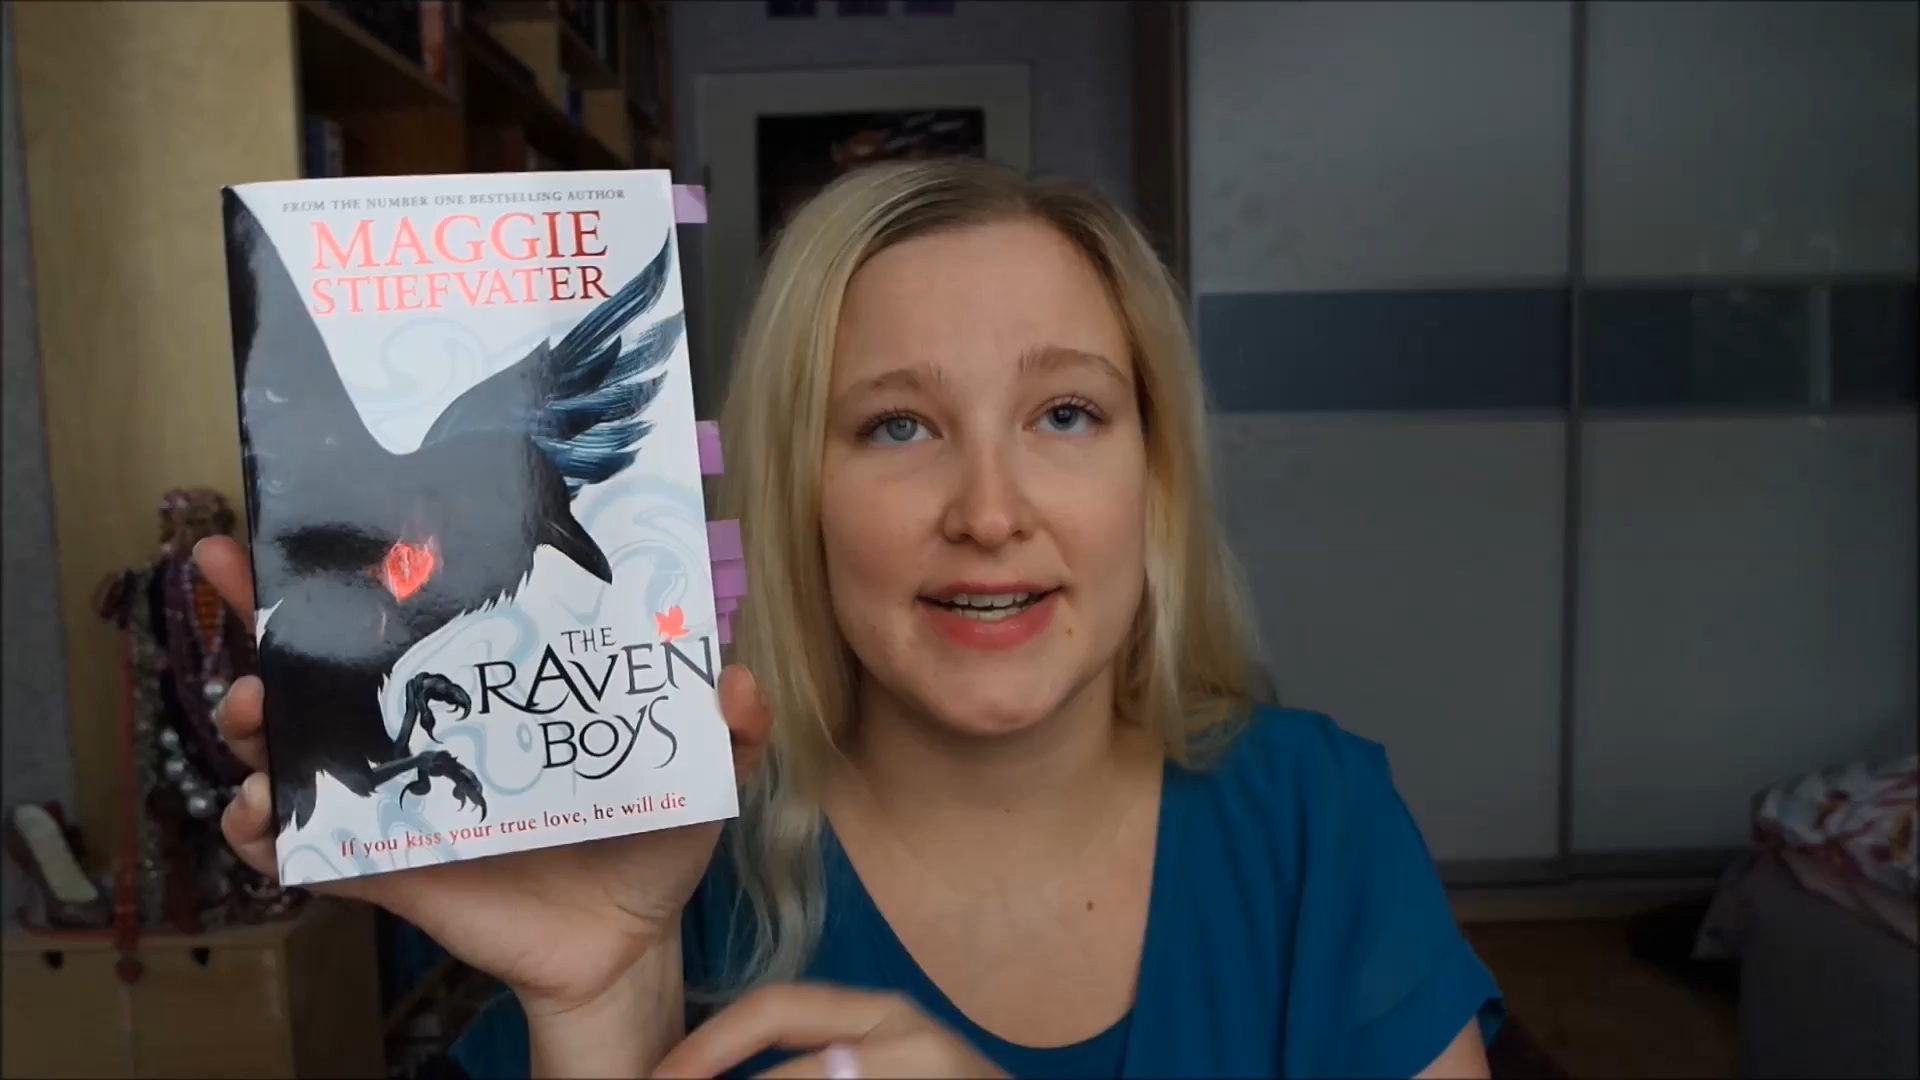 FROM THE NUMBER ONE BESTSELLING AUTHOR
MAGGIE
STIEFVATER
THE
RAVEN
BOYS
If you kiss your true love, he will die